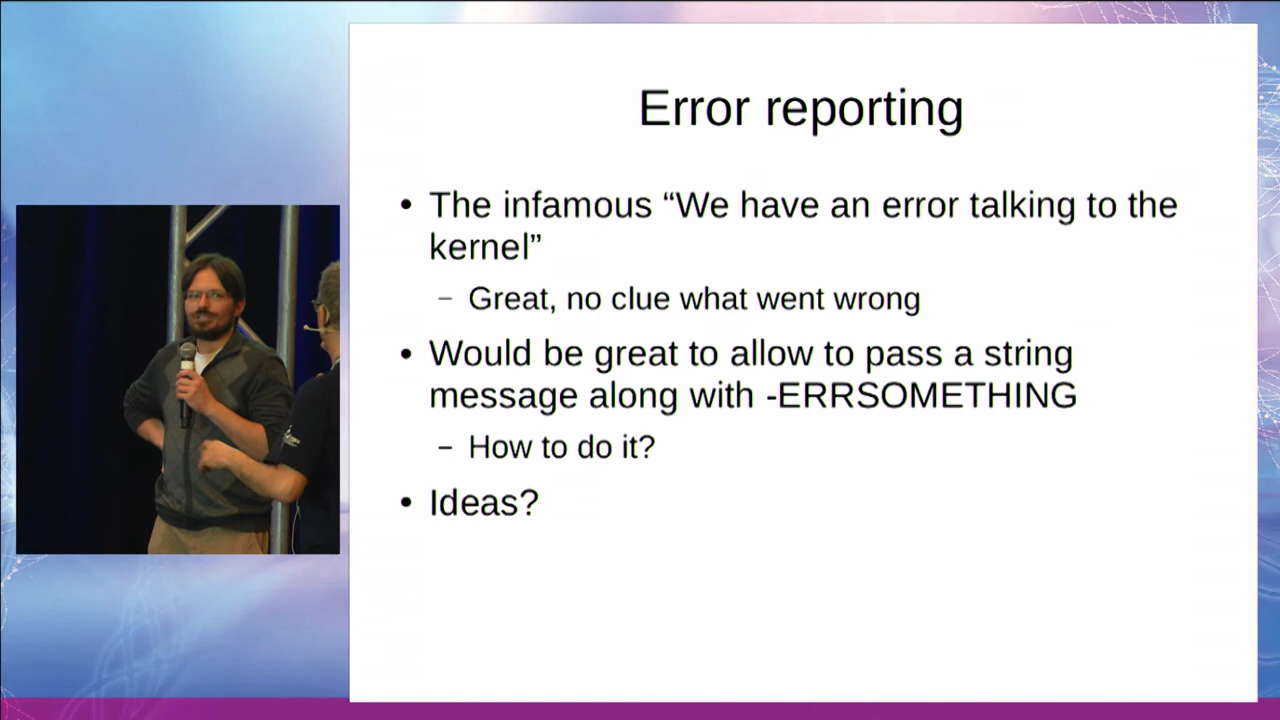 Error reporting
• The infamous “We have an error talking to the
kernel”
– Great, no clue what went wrong
• Would be great to allow to pass a string
message along with -ERRSOMETHING
– How to do it?
• Ideas?